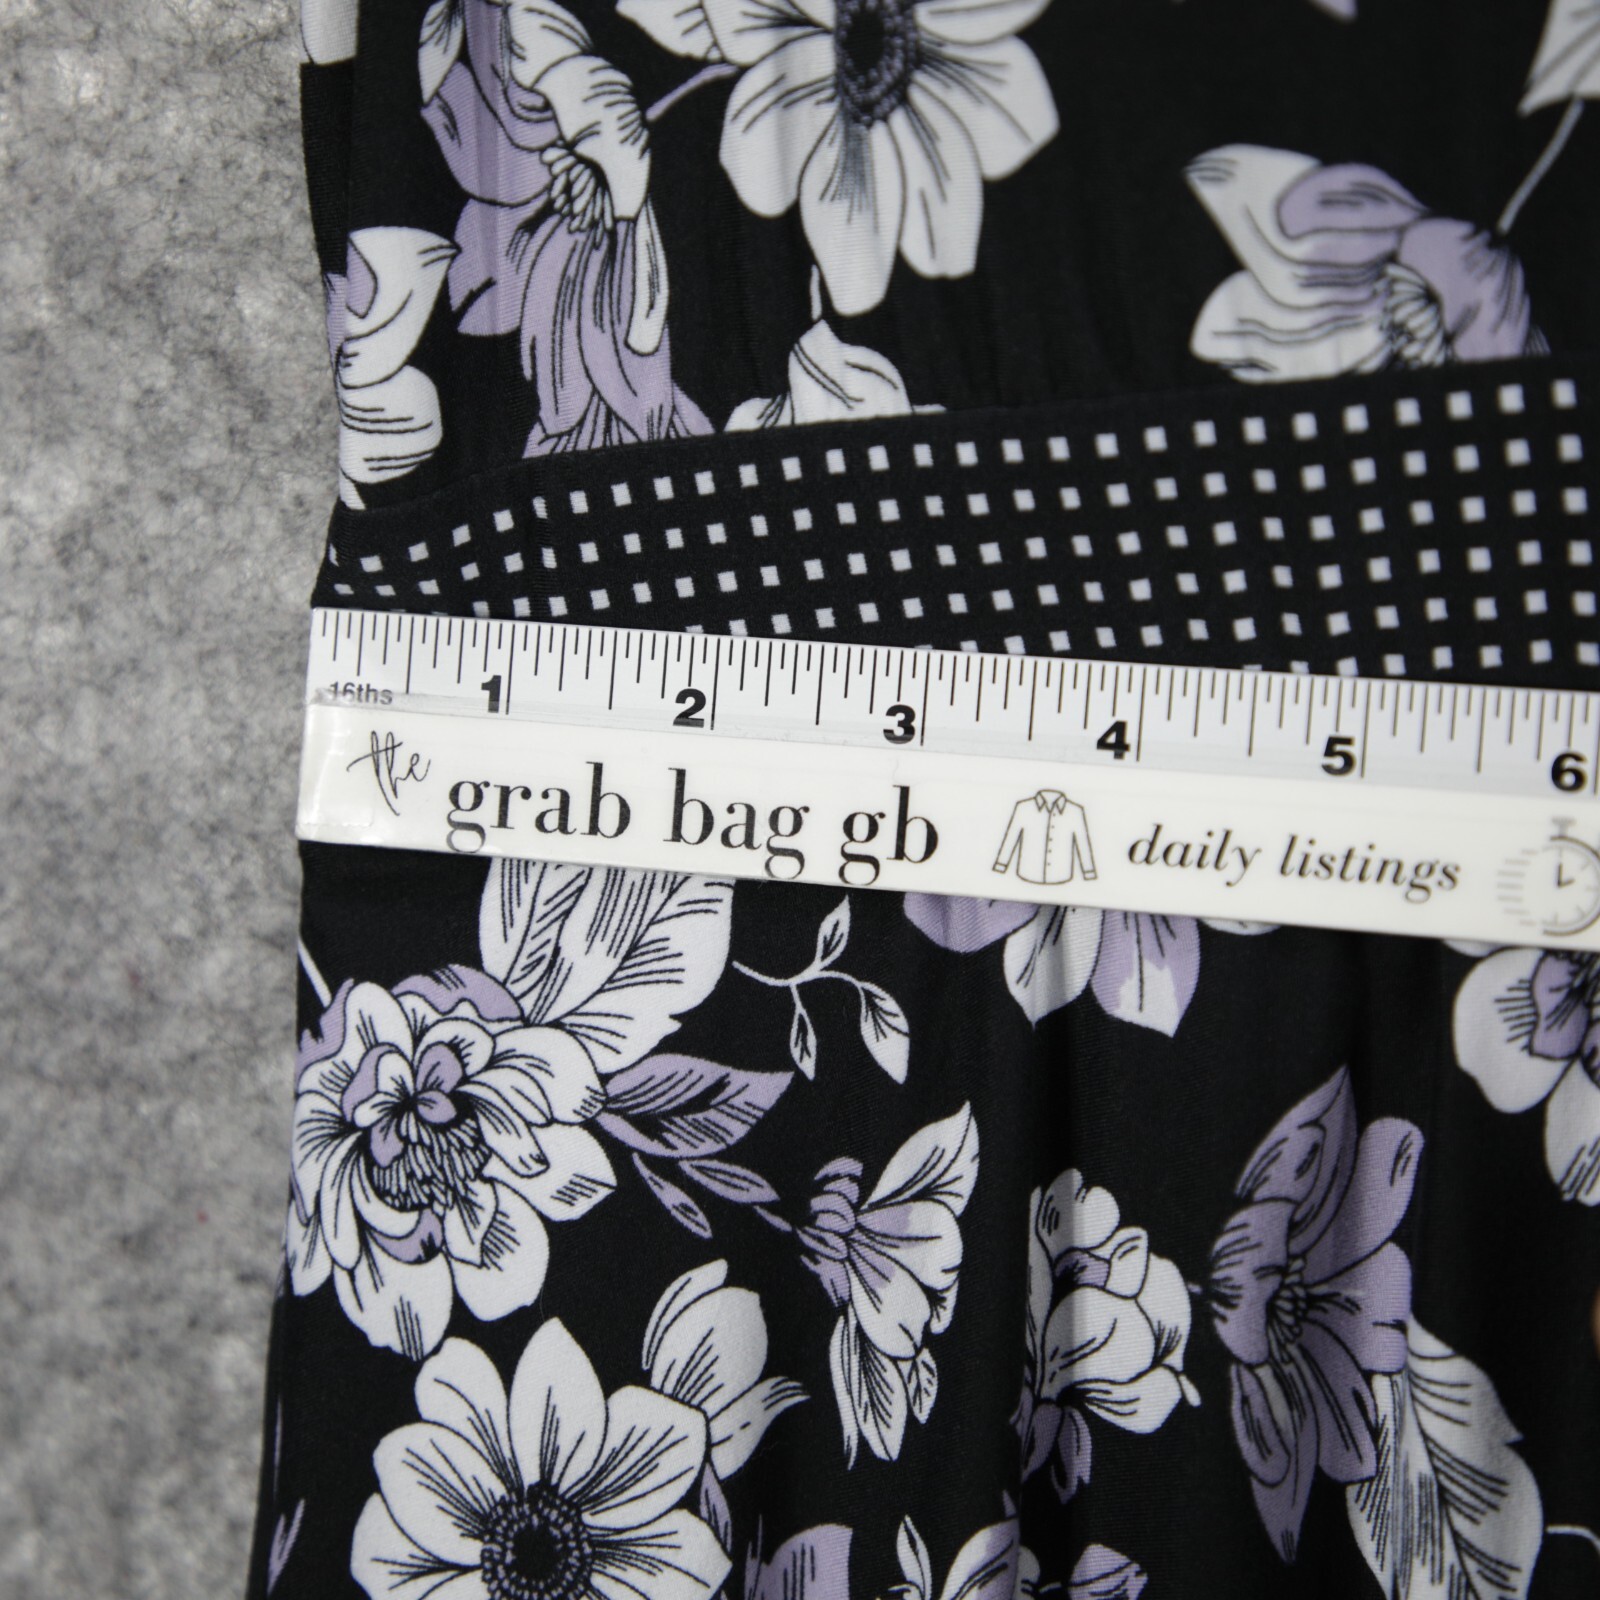 16ths 1 2 3 4 5 6
the grab bag gb daily listings